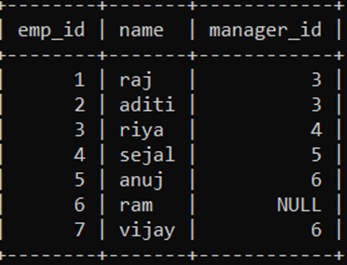 +--------+-------+------------+
| emp_id | name  | manager_id |
+--------+-------+------------+
|      1 | raj   |          3 |
|      2 | aditi |          3 |
|      3 | riya  |          4 |
|      4 | sejal |          5 |
|      5 | anuj  |          6 |
|      6 | ram   |       NULL |
|      7 | vijay |          6 |
+--------+-------+------------+